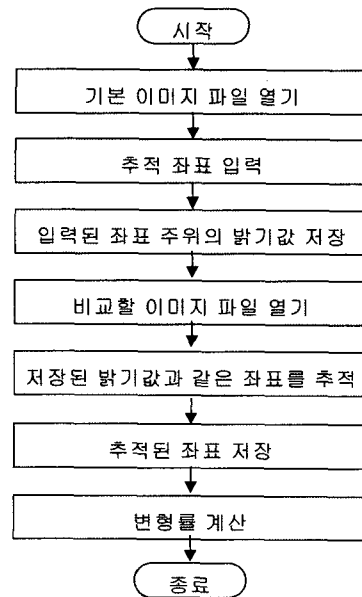 시작
기본 이미지 파일 열기
추적 좌표 입력
입력된 좌표 주위의 밝기값 저장
비교할 이미지 파일 열기
저장된 밝기값과 같은 좌표를 추적
추적된 좌표 저장
변형률 계산
종료